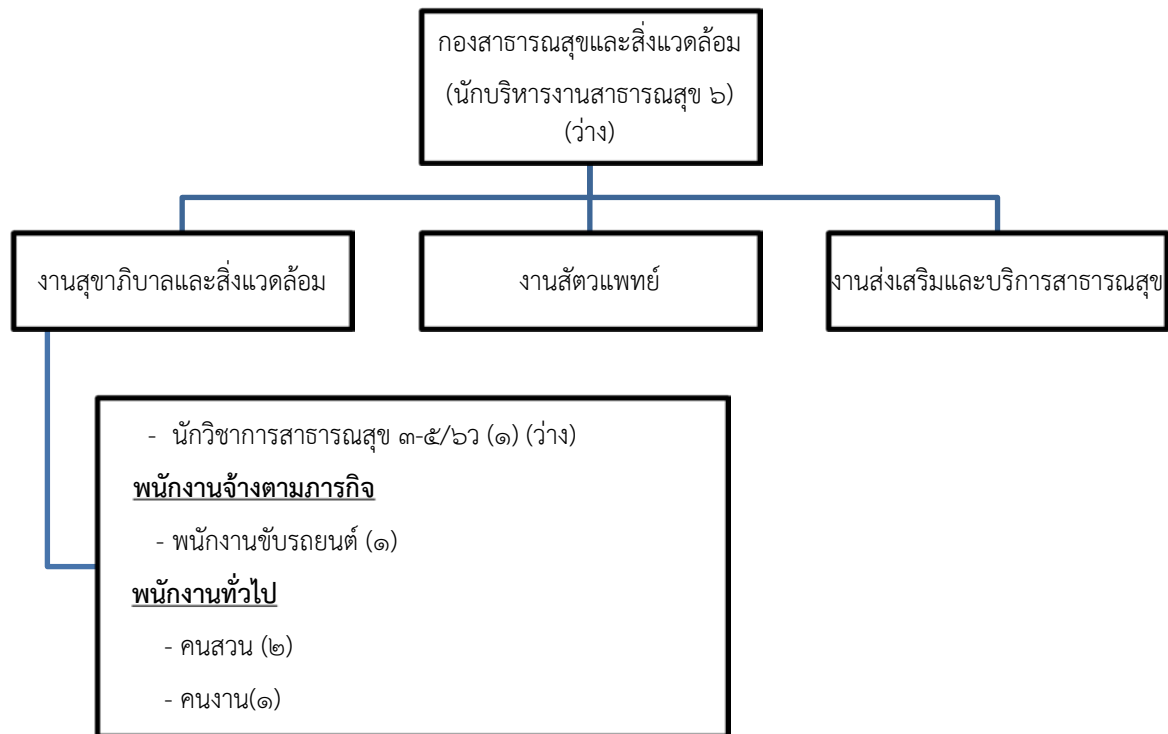 กองสาธารณสุขและสิ่งแวดล้อม
(นักบริหารงานสาธารณสุข ๖)
(ว่าง)
งานสุขาภิบาลและสิ่งแวดล้อม
งานสัตวแพทย์
งานส่งเสริมและบริการสาธารณสุข
- นักวิชาการสาธารณสุข ๓-๕/๖ว (๑) (ว่าง)
พนักงานจ้างตามภารกิจ
- พนักงานขับรถยนต์ (๑)
พนักงานทั่วไป
- คนสวน (๒)
- คนงาน(๑)